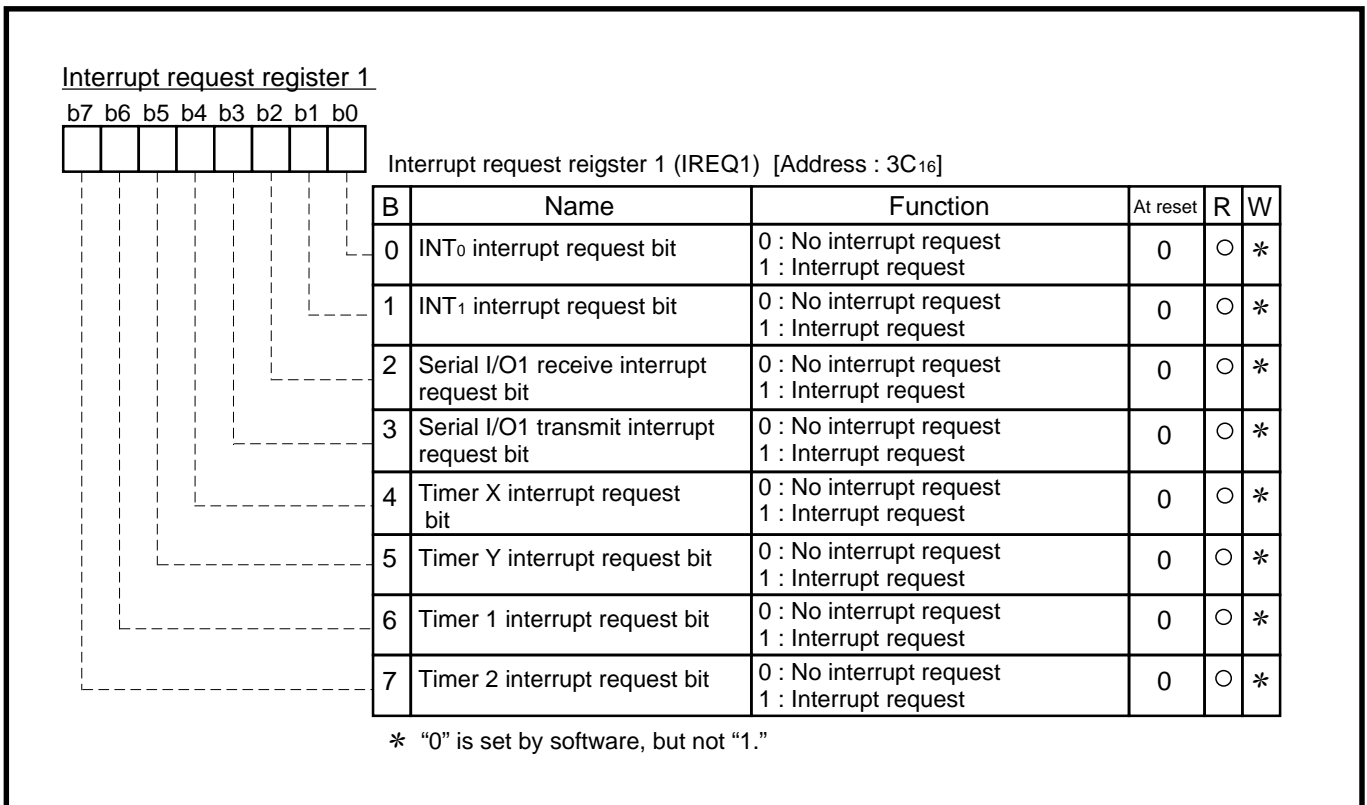 Interrupt request register 1
b7 b6 b5 b4 b3 b2 b1 b0
Interrupt request reigster 1 (IREQ1) [Address : 3C16]
B Name Function At reset R W
0 INT0 interrupt request bit 0 : No interrupt request 0 ○ *
1 : Interrupt request
1 INT1 interrupt request bit 0 : No interrupt request 0 ○ *
1 : Interrupt request
2 Serial I/O1 receive interrupt 0 : No interrupt request 0 ○ *
request bit 1 : Interrupt request
3 Serial I/O1 transmit interrupt 0 : No interrupt request 0 ○ *
request bit 1 : Interrupt request
4 Timer X interrupt request 0 : No interrupt request 0 ○ *
bit 1 : Interrupt request
5 Timer Y interrupt request bit 0 : No interrupt request 0 ○ *
1 : Interrupt request
6 Timer 1 interrupt request bit 0 : No interrupt request 0 ○ *
1 : Interrupt request
7 Timer 2 interrupt request bit 0 : No interrupt request 0 ○ *
1 : Interrupt request
* “0” is set by software, but not “1.”